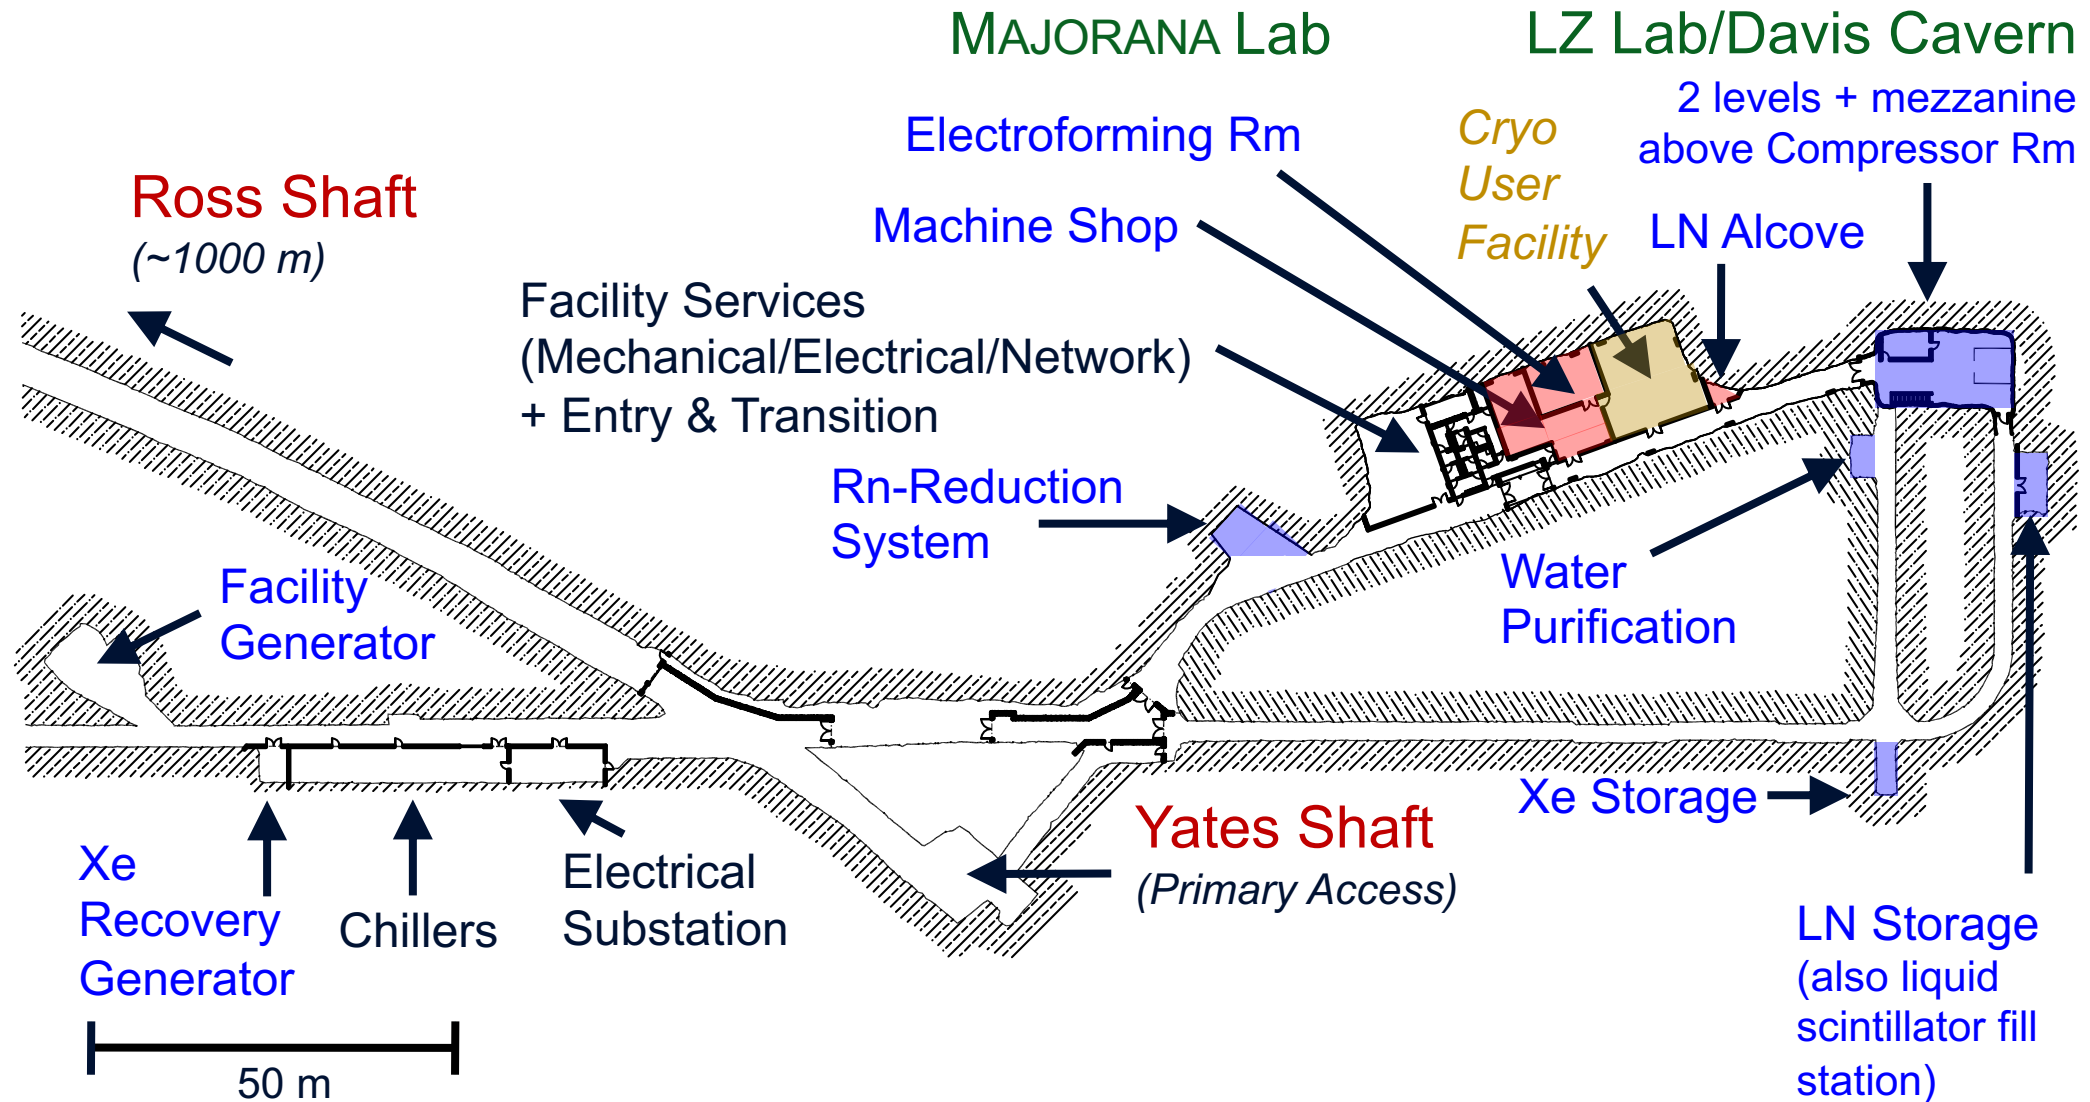 MAJORANA Lab
LZ Lab/Davis Cavern
2 levels + mezzanine
above Compressor Rm
Electroforming Rm
Cryo
User
Facility
Machine Shop
LN Alcove
Ross Shaft
(~1000 m)
Facility Services
(Mechanical/Electrical/Network)
+ Entry & Transition
Rn-Reduction
System
Water
Purification
Facility
Generator
Xe Storage
Yates Shaft
(Primary Access)
Xe
Recovery
Generator
Chillers
Electrical
Substation
LN Storage
(also liquid
scintillator fill
station)
50 m